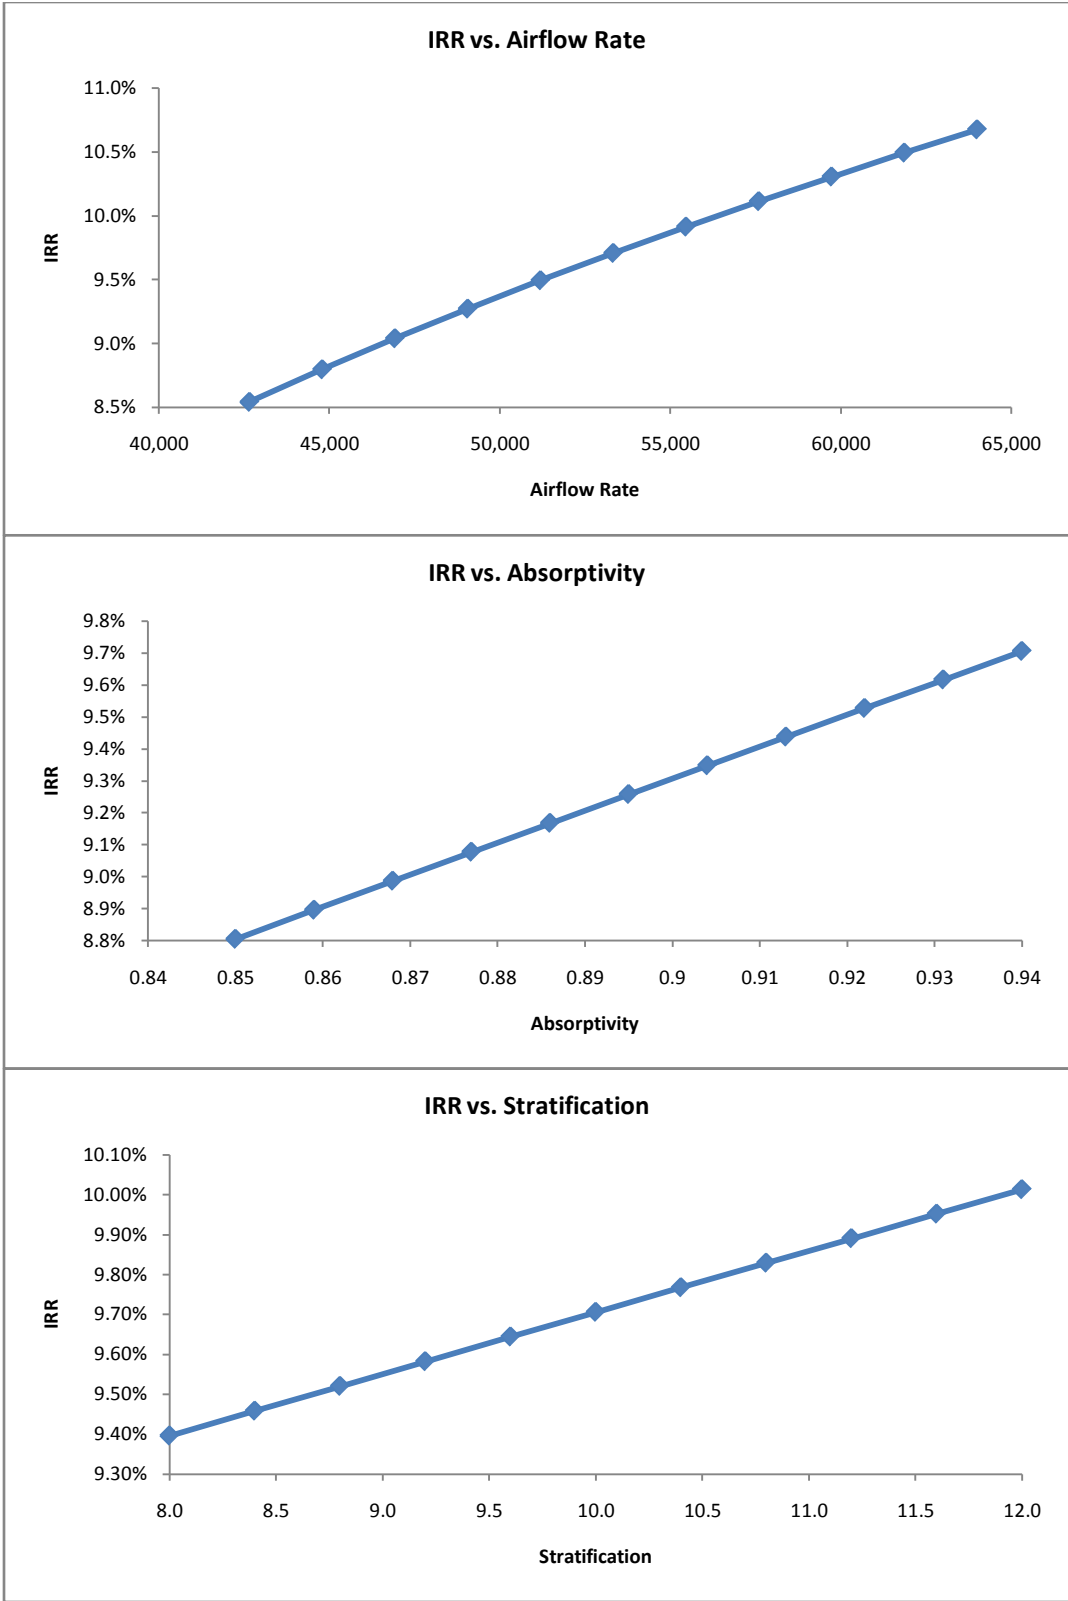 IRR vs. Airflow Rate
11.0%
10.5%
10.0%
9.5%
9.0%
8.5%
IRR
40,000 45,000 50,000 55,000 60,000 65,000
Airflow Rate
IRR vs. Absorptivity
9.8%
9.7%
9.6%
9.5%
9.4%
9.3%
9.2%
9.1%
9.0%
8.9%
8.8%
IRR
0.84 0.85 0.86 0.87 0.88 0.89 0.9 0.91 0.92 0.93 0.94
Absorptivity
IRR vs. Stratification
10.10%
10.00%
9.90%
9.80%
9.70%
9.60%
9.50%
9.40%
9.30%
IRR
8.0 8.5 9.0 9.5 10.0 10.5 11.0 11.5 12.0
Stratification